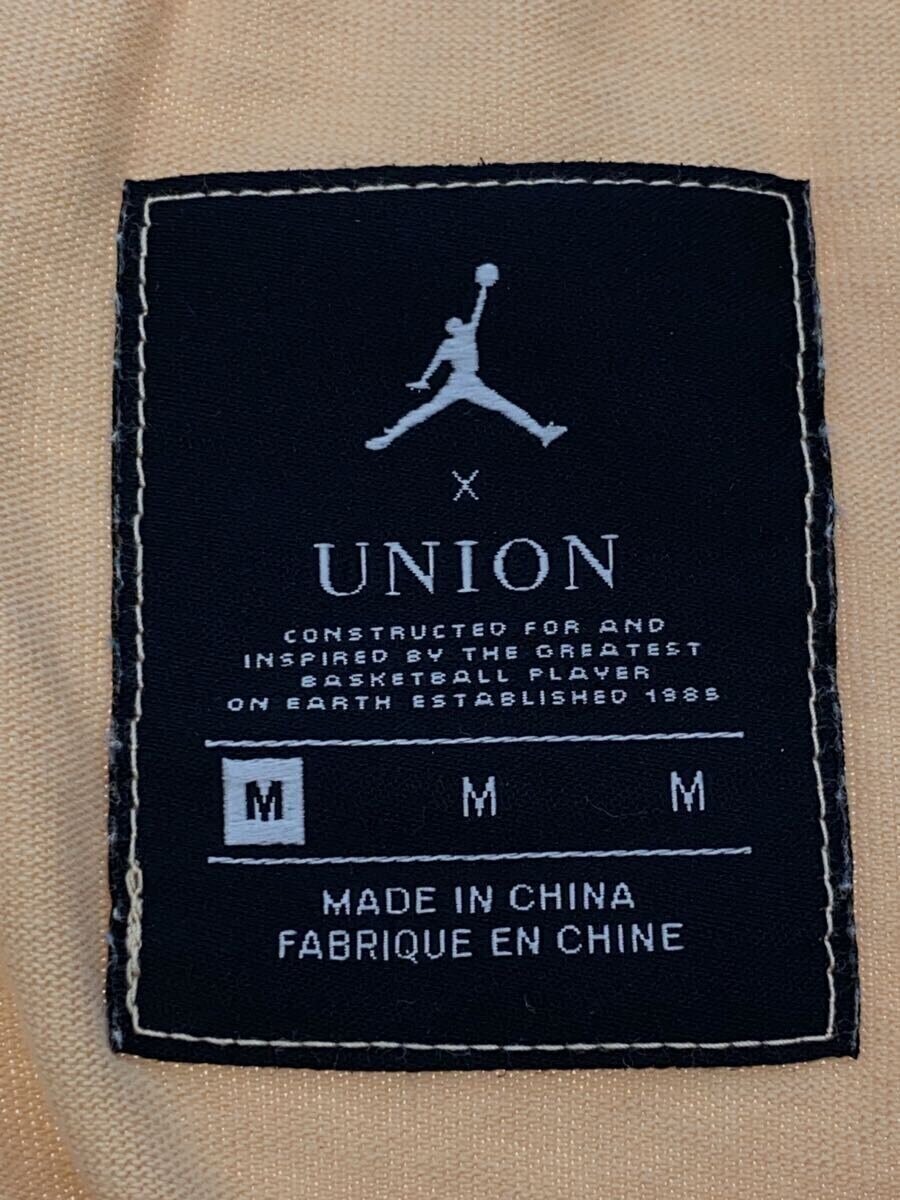 X
UNION
CONSTRUCTED FOR AND
INSPIRED BY THE GREATEST
BASKETBALL PLAYER
ON EARTH ESTABLISHED 1985
M M M
MADE IN CHINA
FABRIQUE EN CHINE